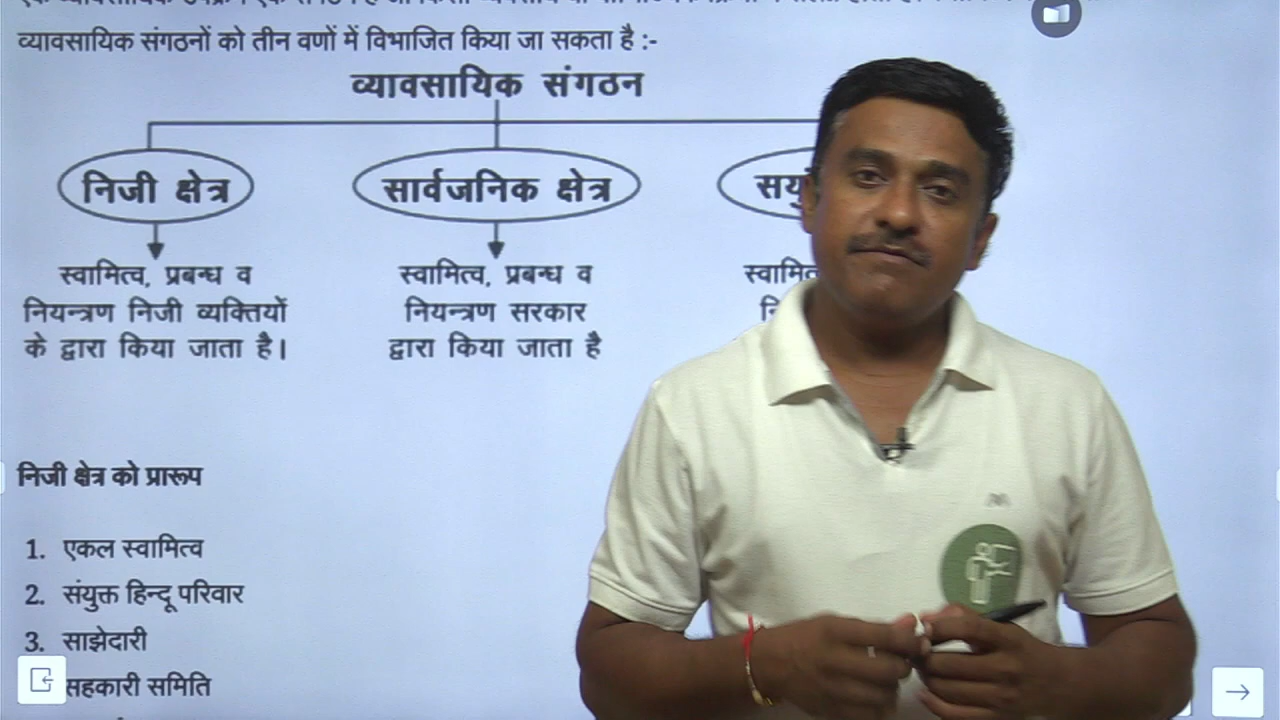 व्यावसायिक संगठनों को तीन वणों में विभाजित किया जा सकता है :-
व्यावसायिक संगठन
निजी क्षेत्र
सार्वजनिक क्षेत्र
स्वामित्व, प्रबन्ध व
नियन्त्रण निजी व्यक्तियों
के द्वारा किया जाता है।
स्वामित्व, प्रबन्ध व
नियन्त्रण सरकार
द्वारा किया जाता है
निजी क्षेत्र को प्रारूप
1. एकल स्वामित्व
2. संयुक्त हिन्दू परिवार
3. साझेदारी
सहकारी समिति